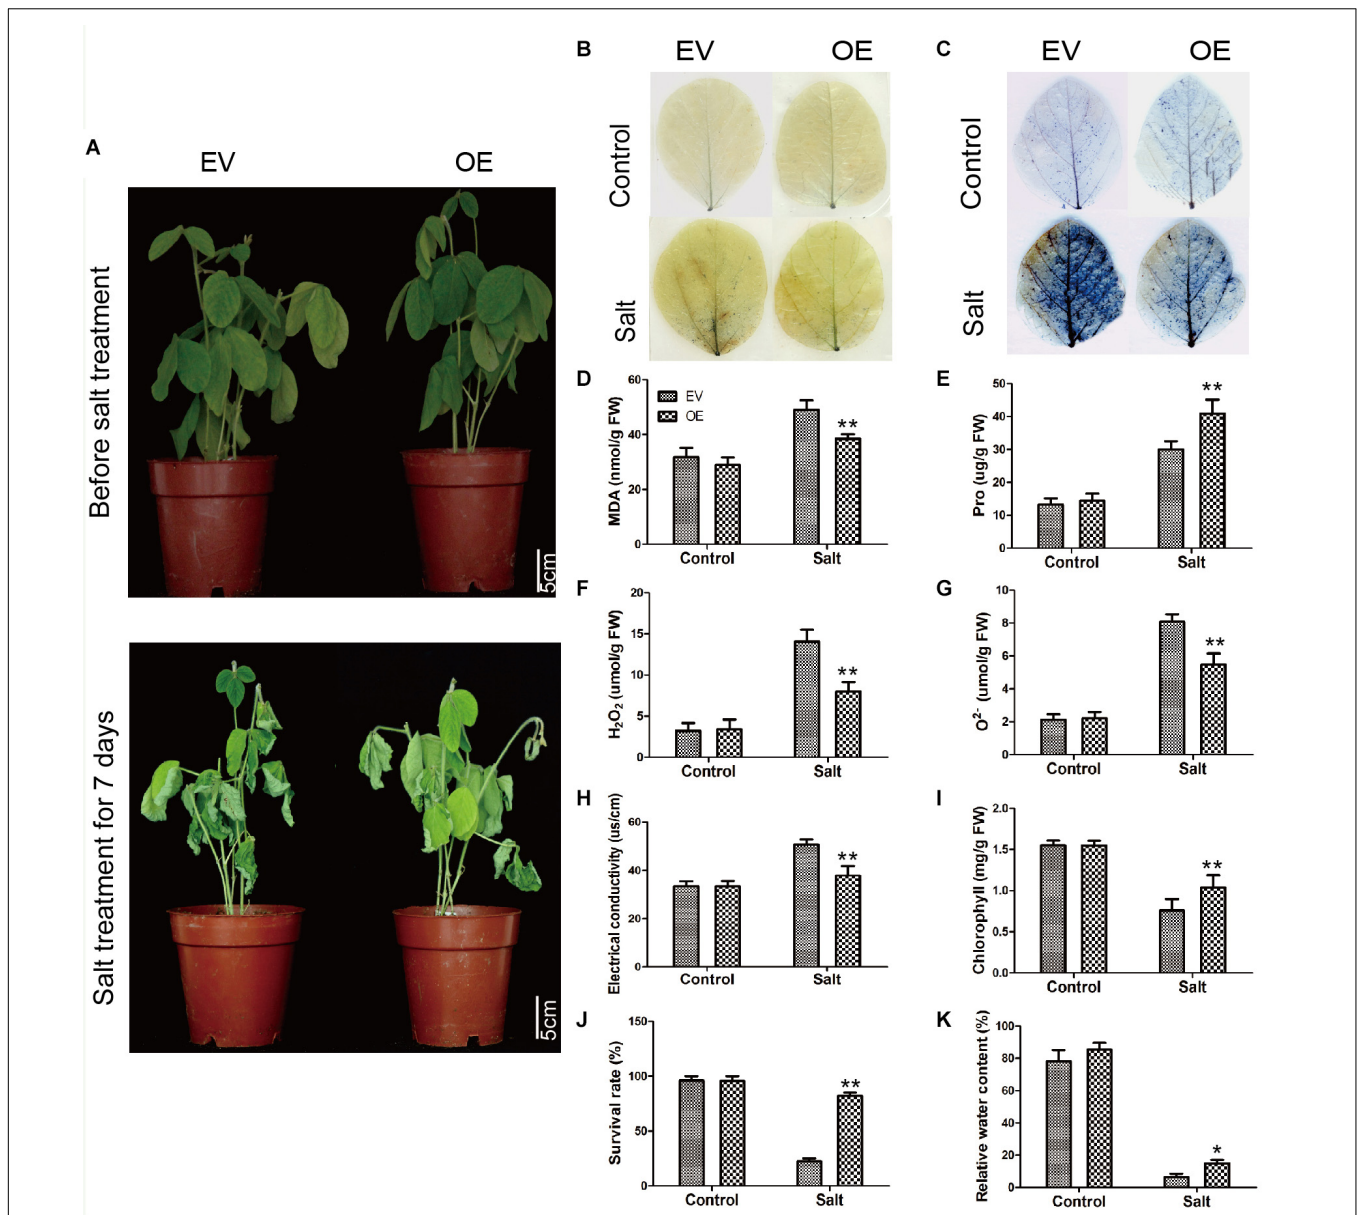 A
EV OE
Before salt treatment
5cm
Salt treatment for 7 days
5cm
B
EV OE
Control
Salt
C
EV OE
Control
Salt
D
MDA (nmol/g FW)
60
40
20
0
EV
OE
**
Control Salt
E
Pro (ug/g FW)
50
40
30
20
10
0
**
Control Salt
F
H₂O₂ (umol/g FW)
20
15
10
5
0
**
Control Salt
G
O²⁻ (umol/g FW)
10
8
6
4
2
0
**
Control Salt
H
Electrical conductivity (us/cm)
60
40
20
0
**
Control Salt
I
Chlorophyll (mg/g FW)
2.0
1.5
1.0
0.5
0.0
**
Control Salt
J
Survival rate (%)
150
100
50
0
**
Control Salt
K
Relative water content (%)
100
80
60
40
20
0
*
Control Salt